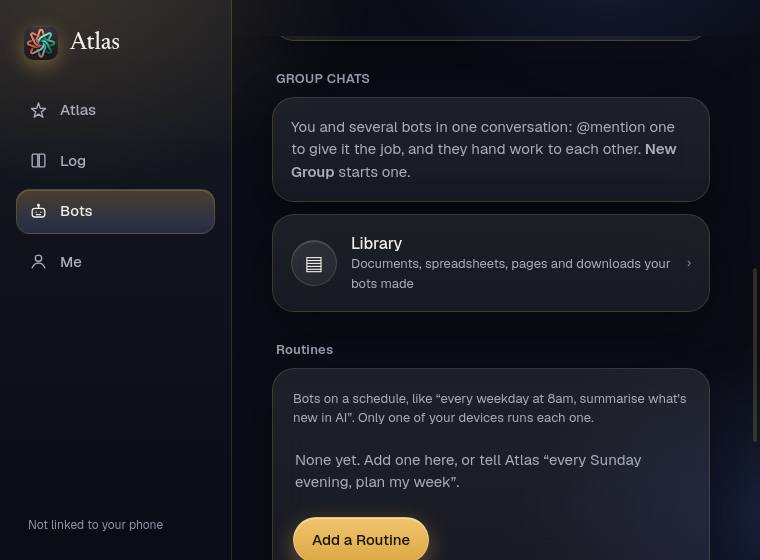 Atlas
Atlas
Log
Bots
Me
Not linked to your phone
GROUP CHATS
You and several bots in one conversation: @mention one
to give it the job, and they hand work to each other. New
Group starts one.
Library
Documents, spreadsheets, pages and downloads your
bots made
Routines
Bots on a schedule, like “every weekday at 8am, summarise what's
new in AI”. Only one of your devices runs each one.
None yet. Add one here, or tell Atlas “every Sunday
evening, plan my week”.
Add a Routine